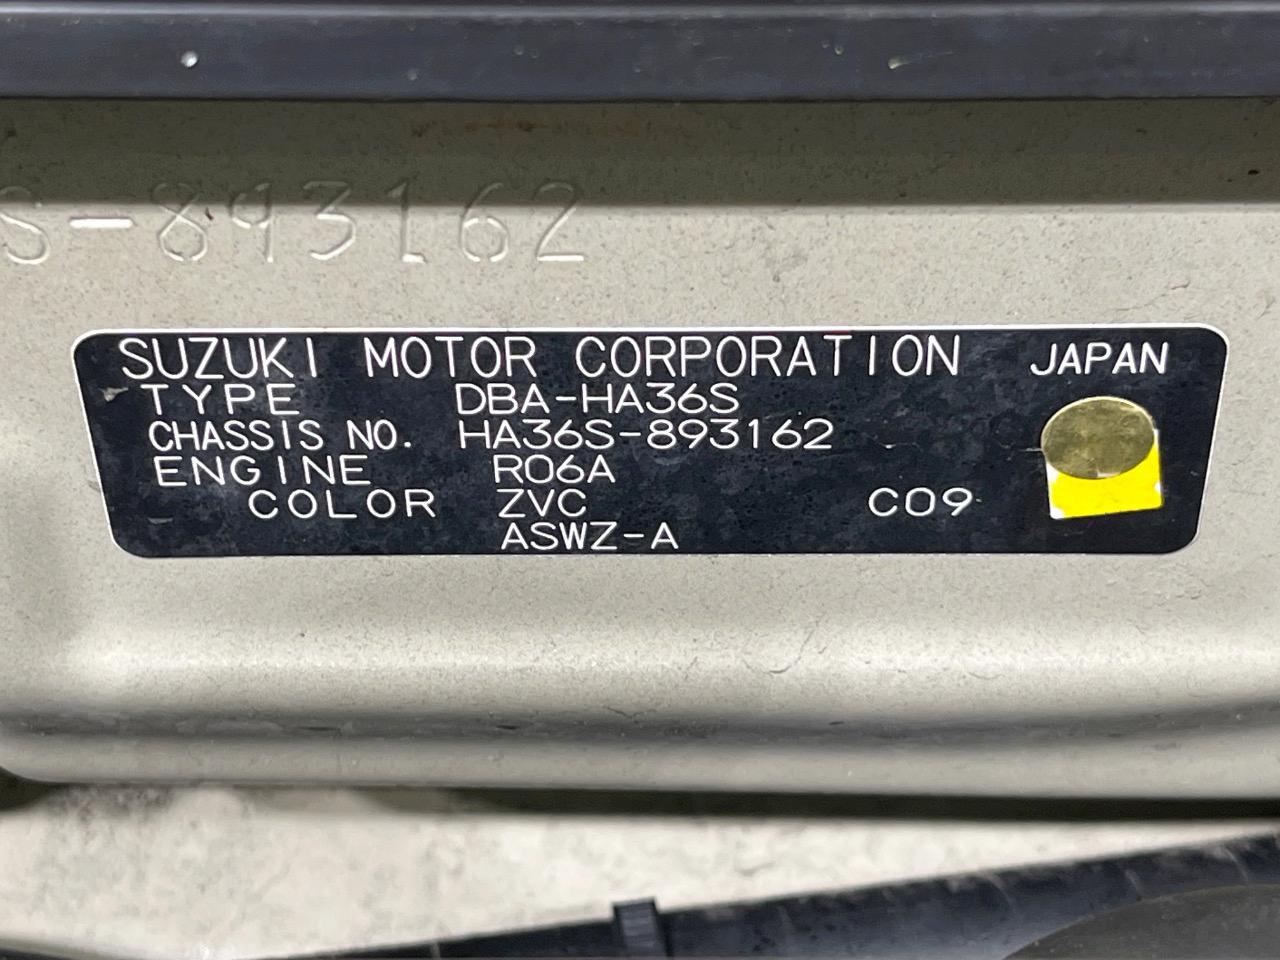 S-893162
SUZUKI MOTOR CORPORATION JAPAN
TYPE DBA-HA36S
CHASSIS NO. HA36S-893162
ENGINE R06A
COLOR ZVC C09
ASWZ-A